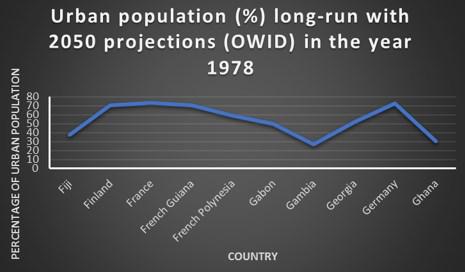 Urban population (%) long-run with
2050 projections (OWID) in the year
1978
PERCENTAGE OF URBAN POPULATION
80
70
60
50
40
30
20
10
0
Fiji
Finland
France
French Guiana
French Polynesia
Gabon
Gambia
Georgia
Germany
Ghana
COUNTRY